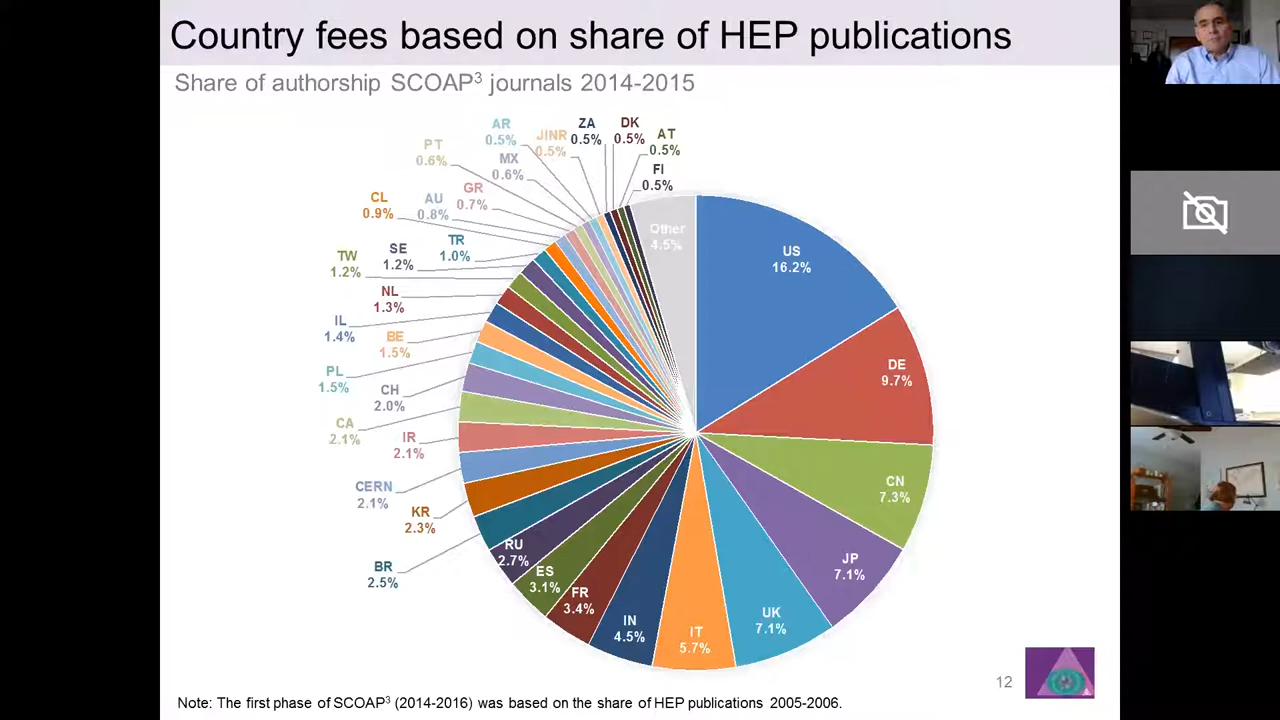 Country fees based on share of HEP publications
Share of authorship SCOAP³ journals 2014-2015
US
16.2%
DE
9.7%
CN
7.3%
JP
7.1%
UK
7.1%
IT
5.7%
IN
4.5%
FR
3.4%
ES
3.1%
RU
2.7%
BR
2.5%
KR
2.3%
CERN
2.1%
IR
2.1%
CA
2.1%
CH
2.0%
PL
1.5%
BE
1.5%
IL
1.4%
NL
1.3%
TW
1.2%
SE
1.2%
TR
1.0%
CL
0.9%
AU
0.8%
GR
0.7%
PT
0.6%
MX
0.6%
AR
0.5%
JINR
0.5%
ZA
0.5%
DK
0.5%
AT
0.5%
FI
0.5%
Other
4.5%
12
Note: The first phase of SCOAP³ (2014-2016) was based on the share of HEP publications 2005-2006.